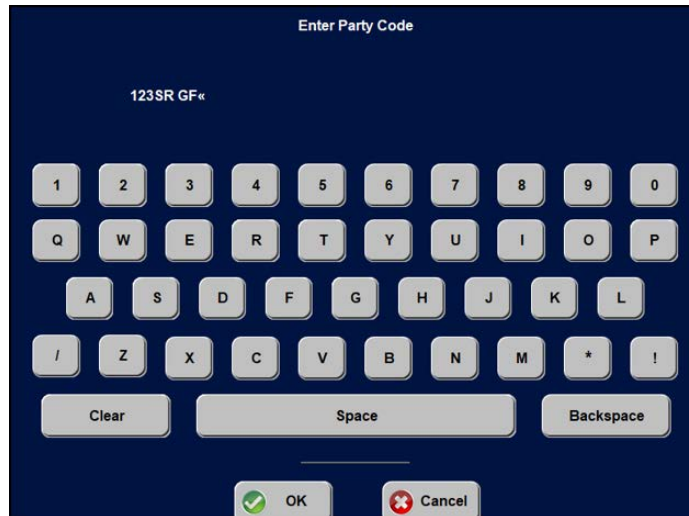 Enter Party Code
123SR GF«
1 2 3 4 5 6 7 8 9 0
Q W E R T Y U I O P
A S D F G H J K L
/ Z X C V B N M * !
Clear Space Backspace
OK Cancel